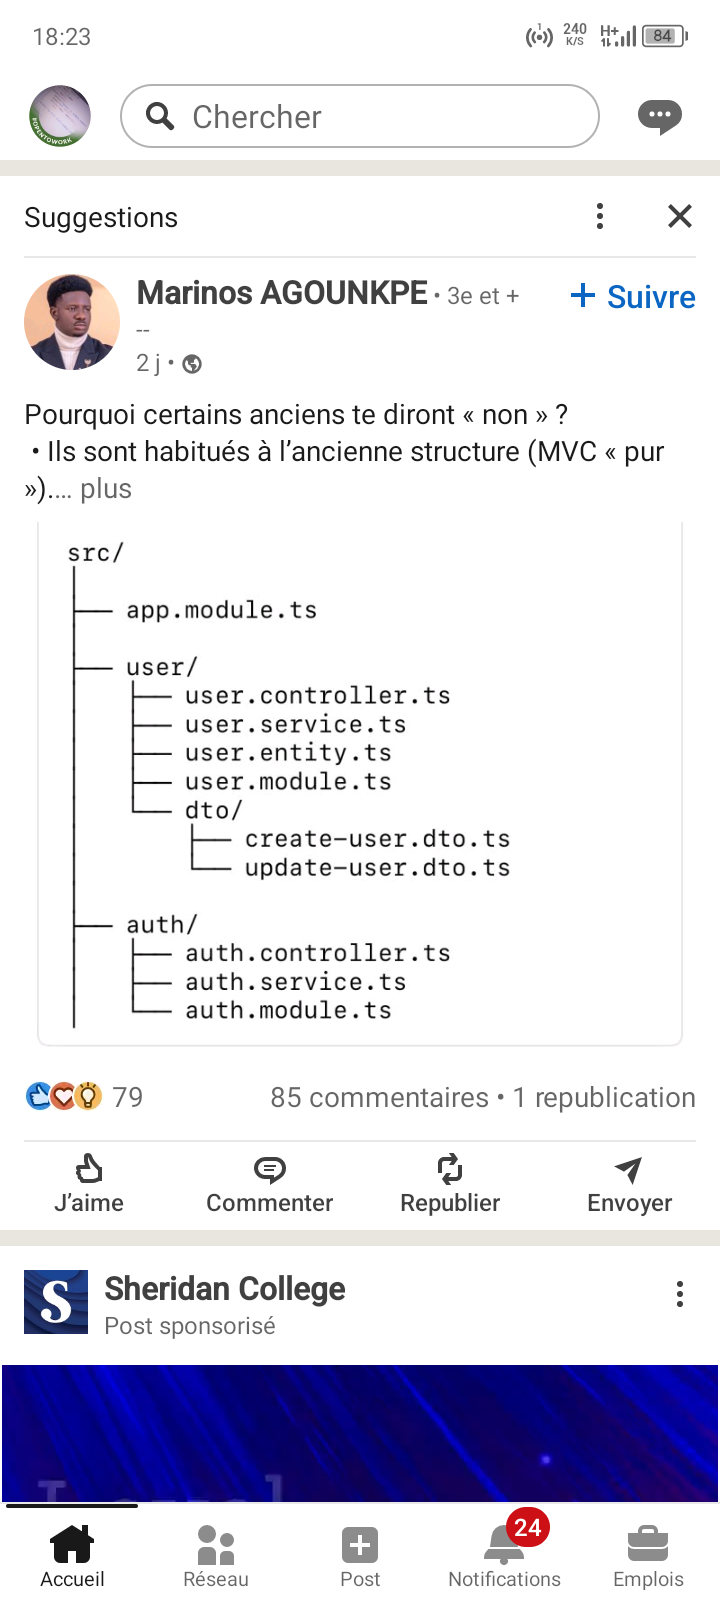 18:23
240
K/S
H+
84
#OPENTOWORK
Chercher
Suggestions
Marinos AGOUNKPE • 3e et +
+ Suivre
--
2 j •
Pourquoi certains anciens te diront « non » ?
• Ils sont habitués à l’ancienne structure (MVC « pur
»).… plus
src/
app.module.ts
user/
user.controller.ts
user.service.ts
user.entity.ts
user.module.ts
dto/
create-user.dto.ts
update-user.dto.ts
auth/
auth.controller.ts
auth.service.ts
auth.module.ts
79
85 commentaires • 1 republication
J’aime
Commenter
Republier
Envoyer
S
Sheridan College
Post sponsorisé
24
Accueil
Réseau
Post
Notifications
Emplois